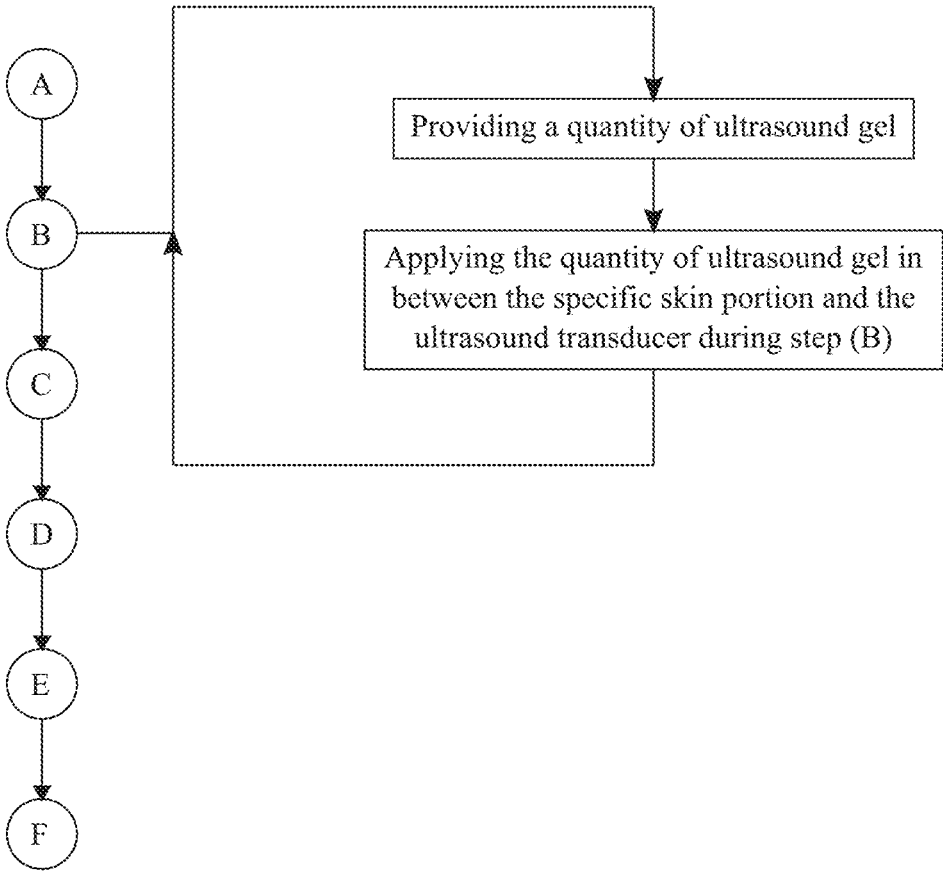 A
Providing a quantity of ultrasound gel
B
Applying the quantity of ultrasound gel in
between the specific skin portion and the
ultrasound transducer during step (B)
C
D
E
F